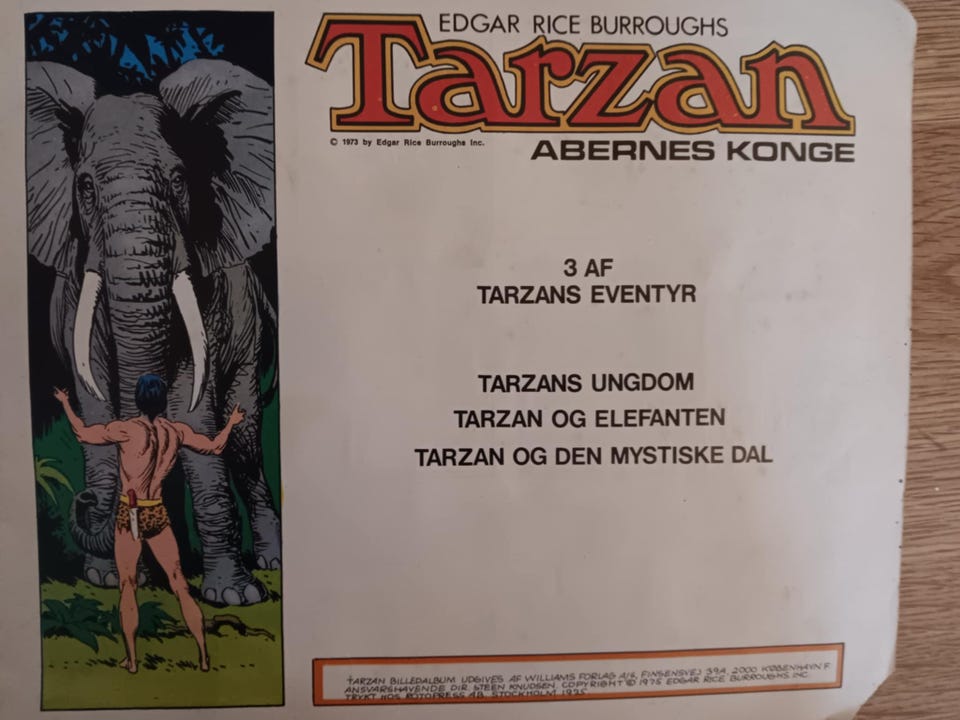 EDGAR RICE BURROUGHS
Tarzan
© 1973 by Edgar Rice Burroughs Inc.
ABERNES KONGE
3 AF
TARZANS EVENTYR
TARZANS UNGDOM
TARZAN OG ELEFANTEN
TARZAN OG DEN MYSTISKE DAL
TARZAN BILLEDALBUM UDGIVES AF WILLIAMS FORLAG A/S, FINSENSVEJ 39A, 2000 KØBENHAVN F.
ANSVARSHAVENDE DIR. STEEN KNUDSEN. COPYRIGHT © 1975 EDGAR RICE BURROUGHS INC.
TRYKT HOS ROTOPRESS AB, STOCKHOLM 1975